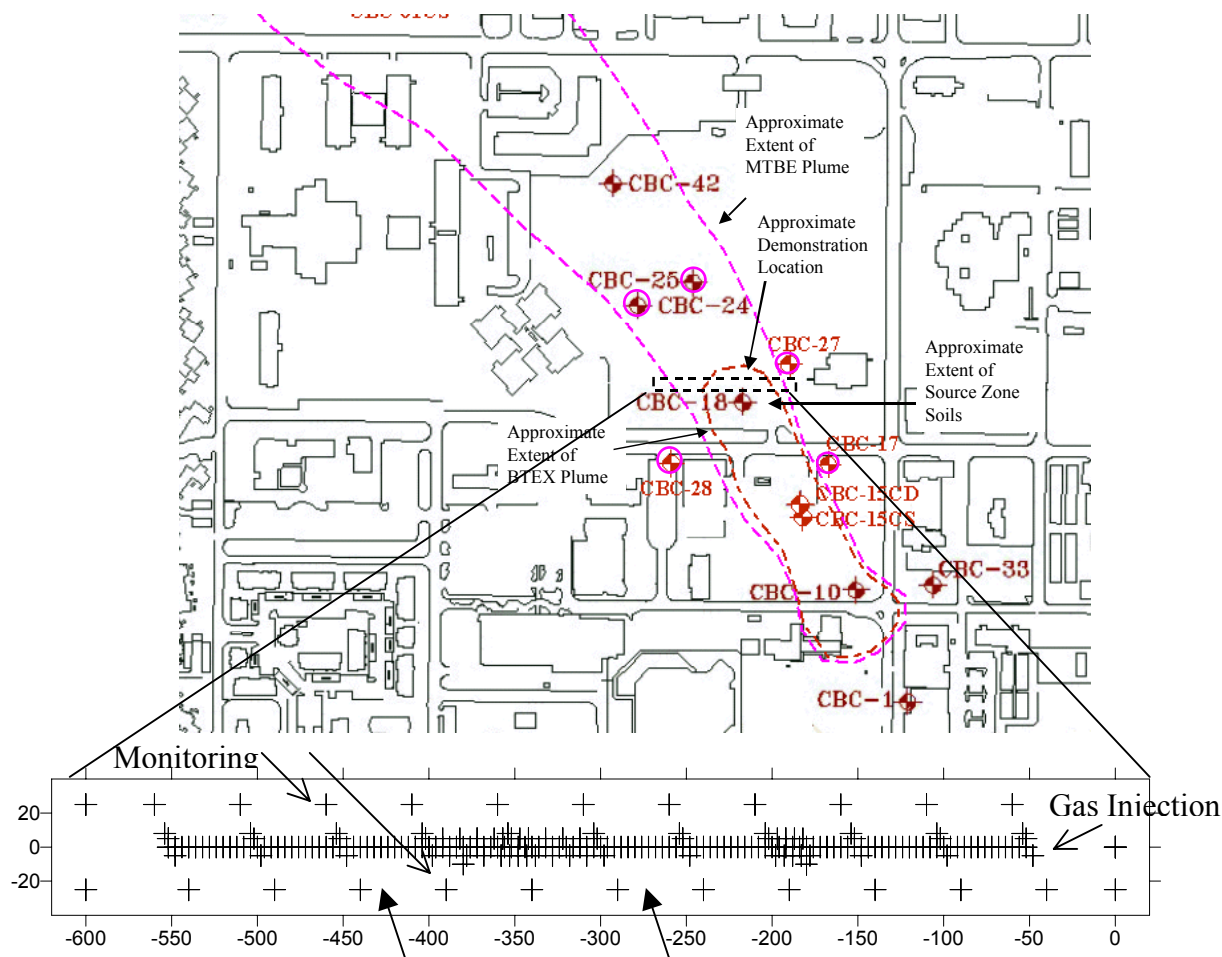 Approximate
Extent of
MTBE Plume
CBC-42
Approximate
Demonstration
Location
CBC-25
CBC-24
CBC-27
Approximate
Extent of
Source Zone
Soils
CBC-18
Approximate
Extent of
BTEX Plume
CBC-17
CBC-28
CBC-15CD
CBC-15CS
CBC-33
CBC-10
CBC-1
Monitoring
Gas Injection
20
0
-20
-600 -550 -500 -450 -400 -350 -300 -250 -200 -150 -100 -50 0